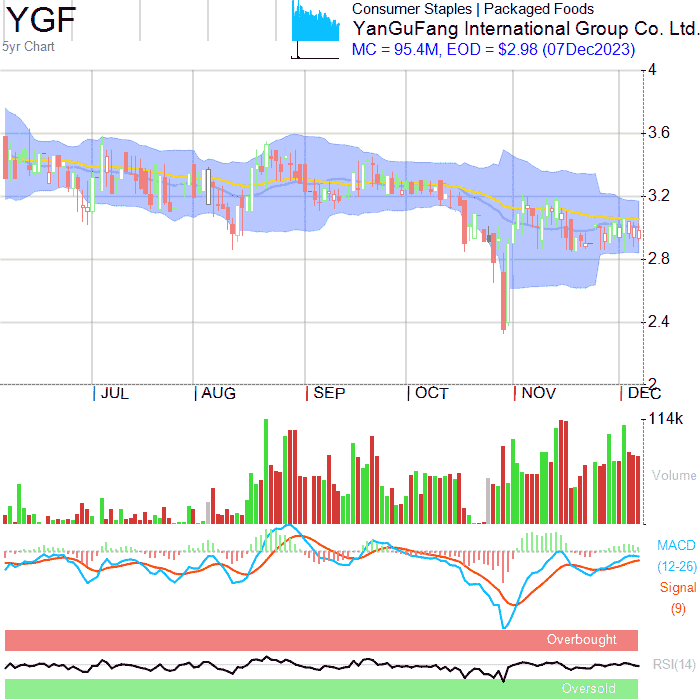 YGF
5yr Chart
Consumer Staples | Packaged Foods
YanGuFang International Group Co. Ltd.
MC = 95.4M, EOD = $2.98 (07Dec2023)
4
3.6
3.2
2.8
2.4
2
JUL AUG SEP OCT NOV DEC
114k
Volume
MACD
(12-26)
Signal
(9)
Overbought
RSI(14)
Oversold